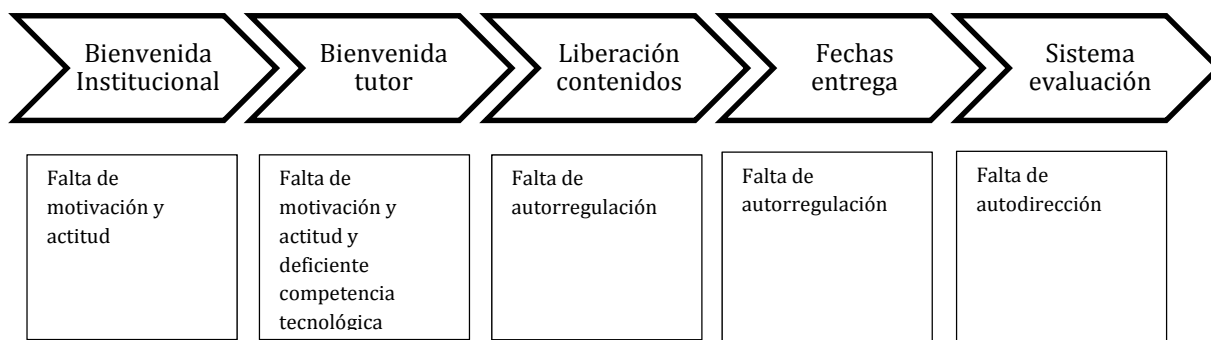 Bienvenida
Institucional
Bienvenida
tutor
Liberación
contenidos
Fechas
entrega
Sistema
evaluación
Falta de
motivación y
actitud
Falta de
motivación y
actitud y
deficiente
competencia
tecnológica
Falta de
autorregulación
Falta de
autorregulación
Falta de
autodirección